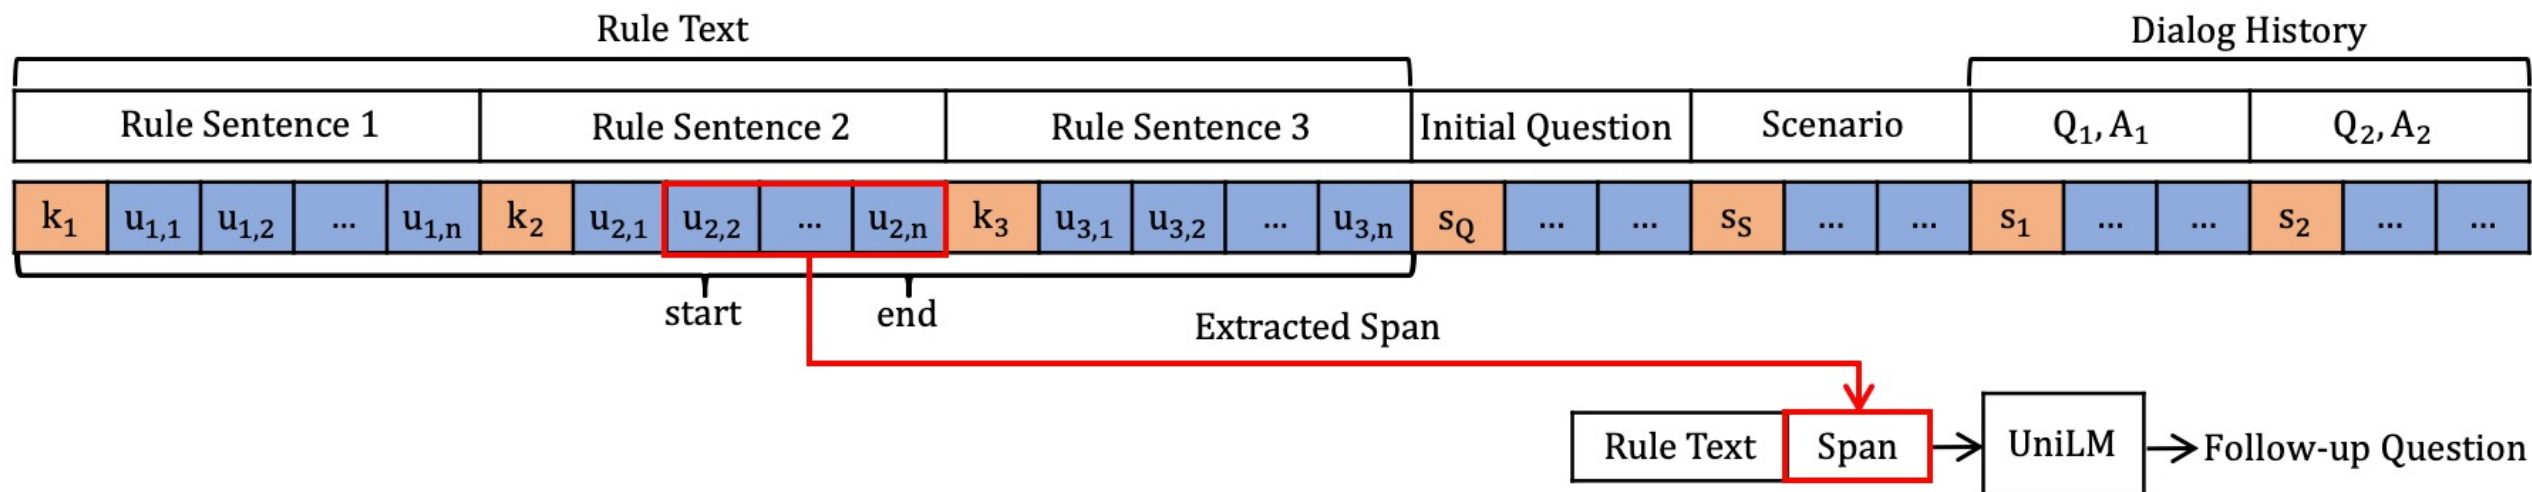 Rule Text Dialog History
Rule Sentence 1 Rule Sentence 2 Rule Sentence 3 Initial Question Scenario Q₁, A₁ Q₂, A₂
k₁ u₁,₁ u₁,₂ ... u₁,n k₂ u₂,₁ u₂,₂ ... u₂,n k₃ u₃,₁ u₃,₂ ... u₃,n s_Q ... ... s_S ... ... s₁ ... ... s₂ ... ...
start end
Extracted Span
Rule Text Span UniLM Follow-up Question